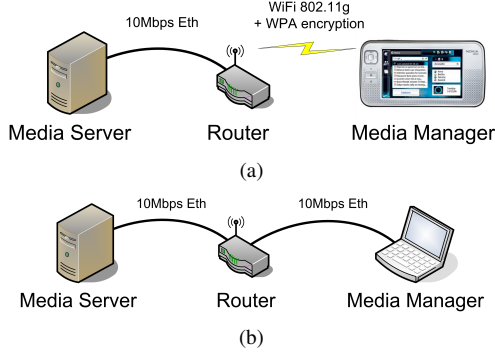 10Mbps Eth
WiFi 802.11g
+ WPA encryption
Media Server
Router
Media Manager
(a)
10Mbps Eth
10Mbps Eth
Media Server
Router
Media Manager
(b)